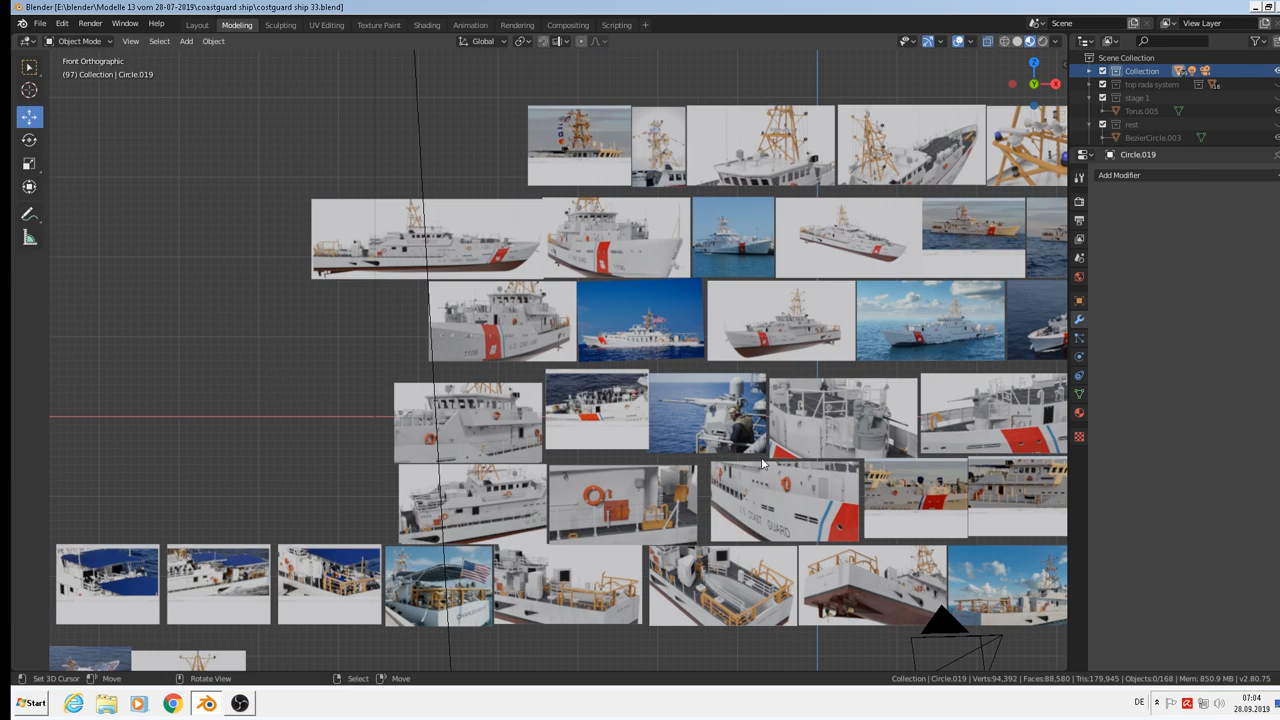 Blender [E:\blender\Modelle 13 vom 28-07-2019\coastguard ship\costguard ship 33.blend]
File Edit Render Window Help Layout Modeling Sculpting UV Editing Texture Paint Shading Animation Rendering Compositing Scripting + Scene View Layer
Object Mode View Select Add Object Global
Front Orthographic
(97) Collection | Circle.019
Z
Y
X
Scene Collection
Collection
top rada system
18
stage 1
Torus.005
rest
BezierCircle.003
Circle.019
Add Modifier
1106
U.S. COAST GUARD
Set 3D Cursor Move Rotate View Select Move
Collection | Circle.019 | Verts:94,392 | Faces:88,580 | Tris:179,945 | Objects:0/168 | Mem: 850.9 MB | v2.80.75
Start
DE
07:04
28.09.2019